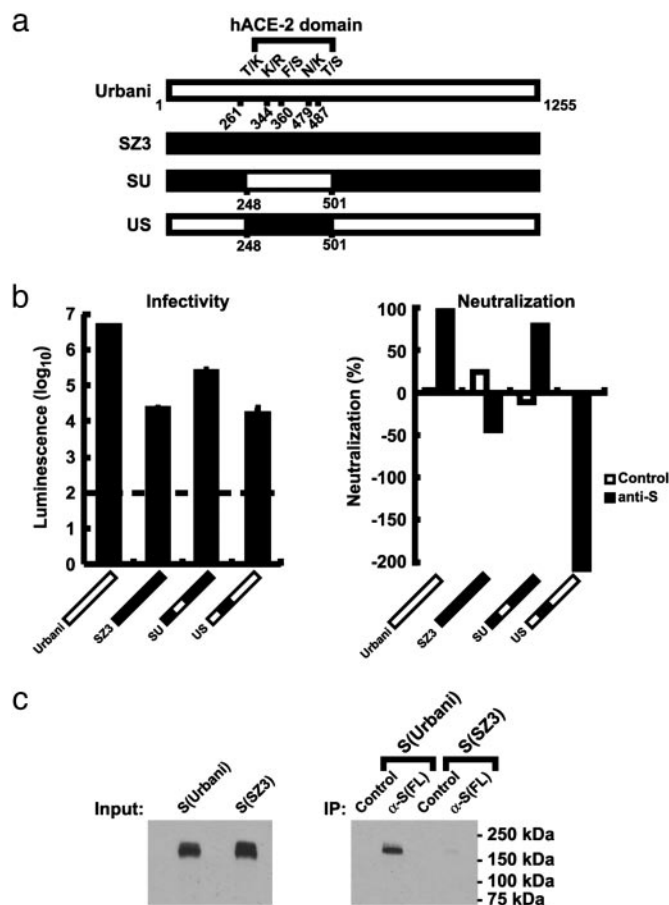 a
hACE-2 domain
T/K K/R F/S N/K T/S
Urbani
1 1255
261 344 360 479 487
SZ3
SU
248 501
US
248 501
b
Infectivity
Luminescence (log10)
7
6
5
4
3
2
1
0
Urbani SZ3 SU US
Neutralization
Neutralization (%)
100
50
0
-50
-100
-150
-200
Control
anti-S
Urbani SZ3 SU US
c
Input: S(Urbani) S(SZ3)
S(Urbani) S(SZ3)
IP: Control α-S(FL) Control α-S(FL)
- 250 kDa
- 150 kDa
- 100 kDa
- 75 kDa